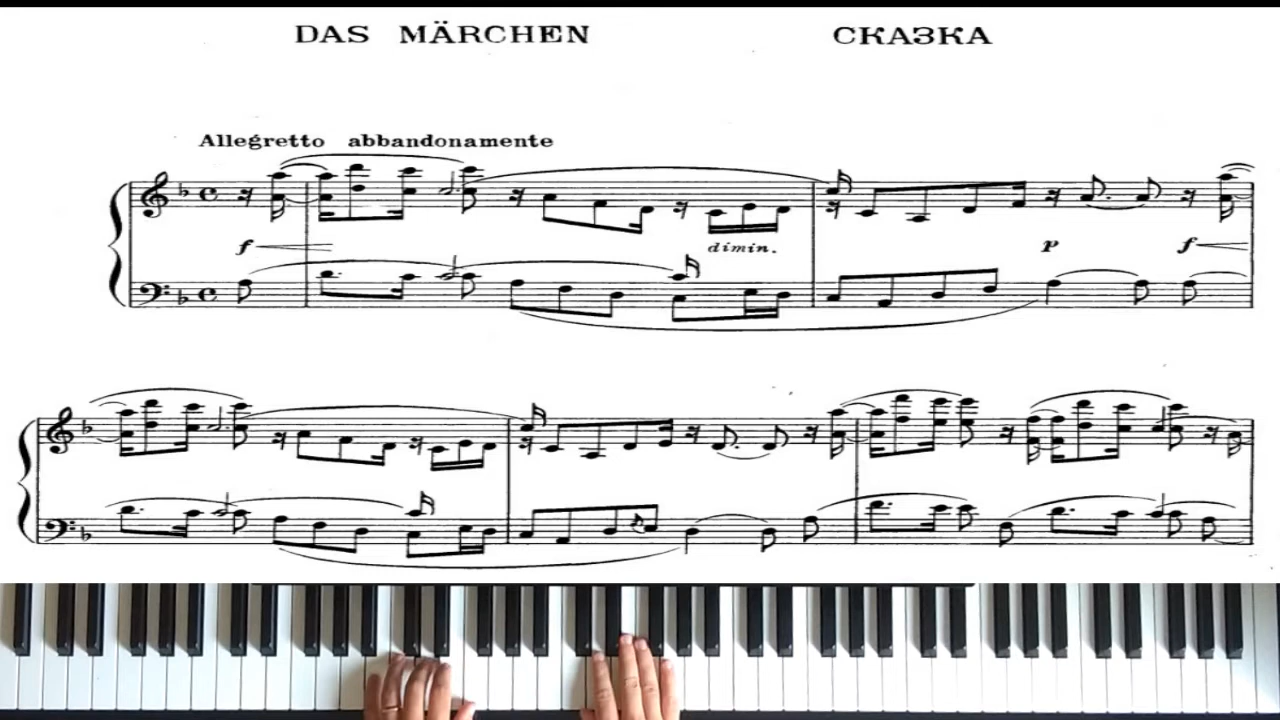 DAS MÄRCHEN СКАЗКА
Allegretto abbandonamente
f dimin. p f